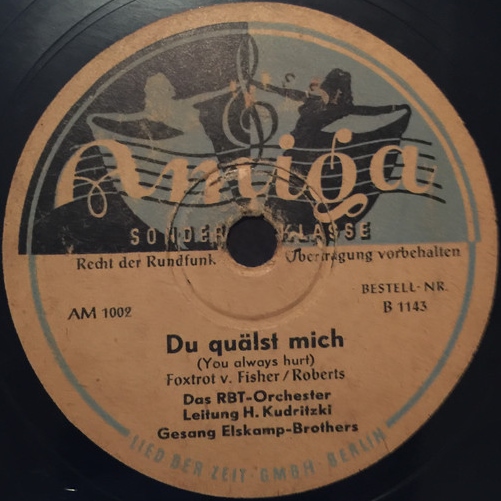 Amiga
SONDER KLASSE
Recht der Rundfunk Übertragung vorbehalten
BESTELL-NR.
AM 1002
B 1143
Du quälst mich
(You always hurt)
Foxtrot v. Fisher / Roberts
Das RBT-Orchester
Leitung H. Kudritzki
Gesang Elskamp-Brothers
LIED DER ZEIT GMBH BERLIN